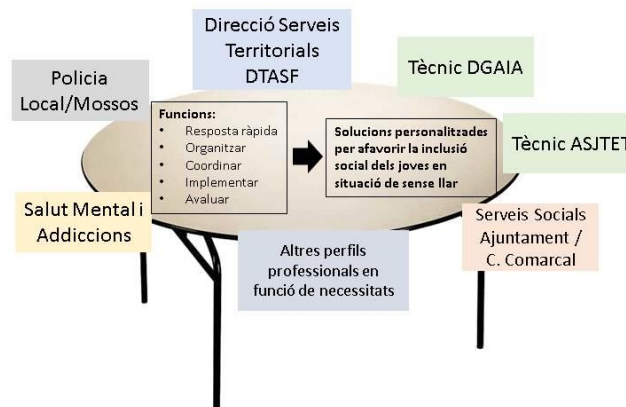 Direcció Serveis
Territorials
DTASF
Tècnic DGAIA
Policia
Local/Mossos
Funcions:
• Resposta ràpida
• Organitzar
• Coordinar
• Implementar
• Avaluar
Solucions personalitzades
per afavorir la inclusió
social dels joves en
situació de sense llar
Tècnic ASJTET
Salut Mental i
Addiccions
Altres perfils
professionals en
funció de necessitats
Serveis Socials
Ajuntament /
C. Comarcal